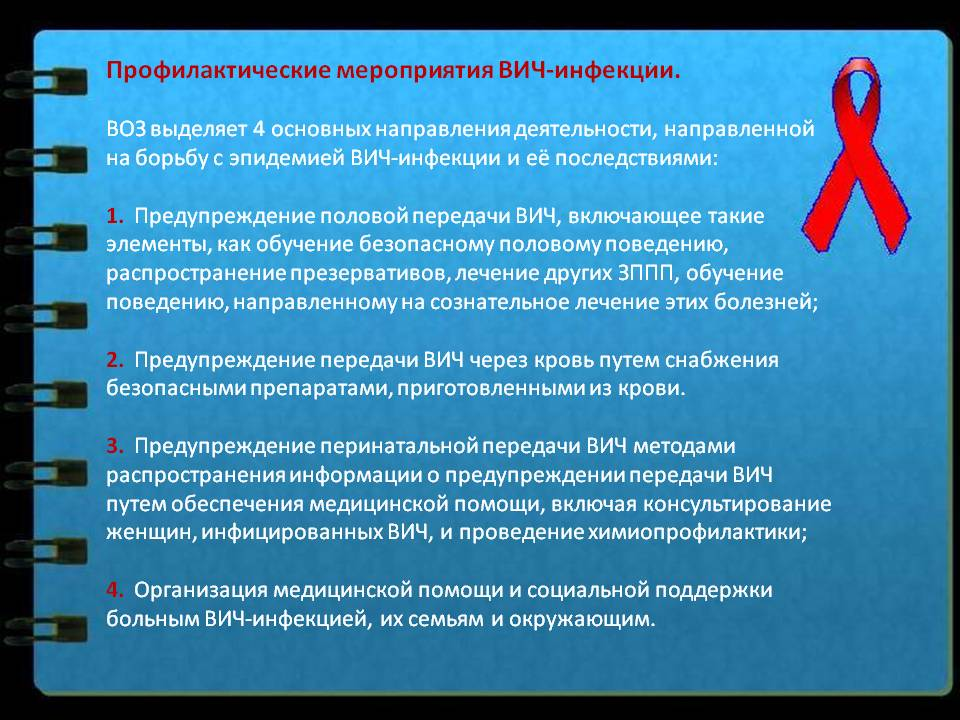 Профилактические мероприятия ВИЧ-инфекции.
ВОЗ выделяет 4 основных направления деятельности, направленной
на борьбу с эпидемией ВИЧ-инфекции и её последствиями:
1. Предупреждение половой передачи ВИЧ, включающее такие
элементы, как обучение безопасному половому поведению,
распространение презервативов, лечение других ЗППП, обучение
поведению, направленному на сознательное лечение этих болезней;
2. Предупреждение передачи ВИЧ через кровь путем снабжения
безопасными препаратами, приготовленными из крови.
3. Предупреждение перинатальной передачи ВИЧ методами
распространения информации о предупреждении передачи ВИЧ
путем обеспечения медицинской помощи, включая консультирование
женщин, инфицированных ВИЧ, и проведение химиопрофилактики;
4. Организация медицинской помощи и социальной поддержки
больным ВИЧ-инфекцией, их семьям и окружающим.